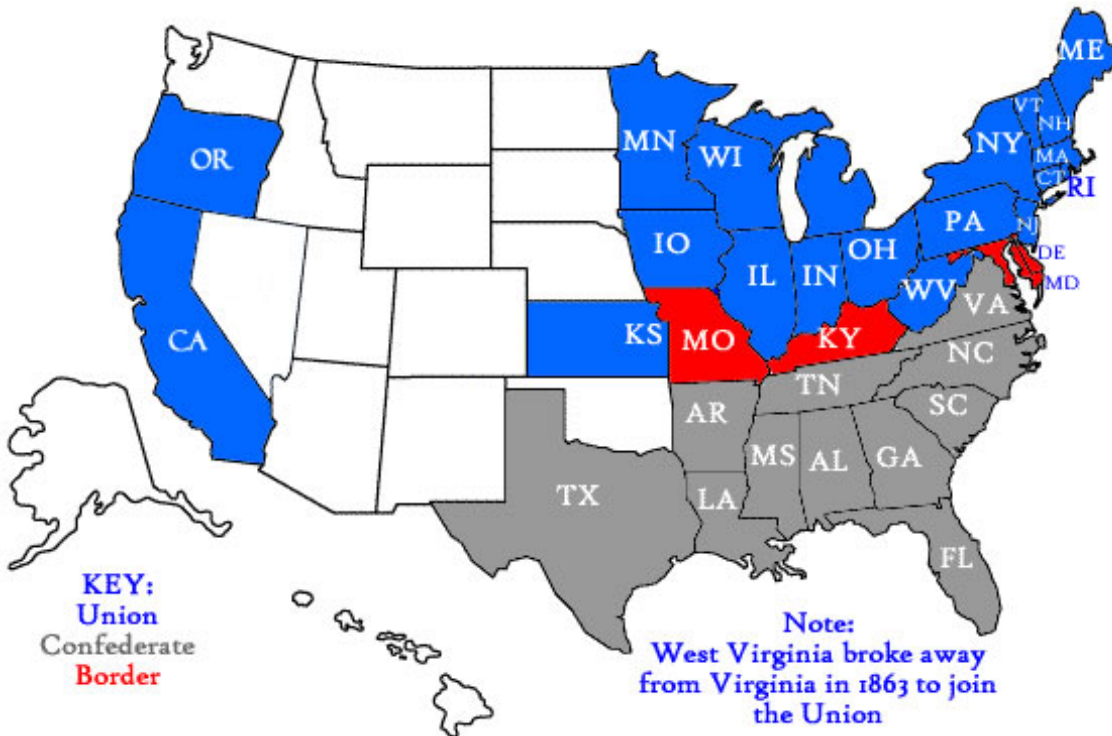 ME
VT
NH
MN
NY
WI
MA
OR
CT
RI
PA
NJ
IO
OH
DE
IL
IN
WV
MD
VA
KS
CA
MO
KY
NC
TN
SC
AR
MS
AL
GA
TX
LA
FL
KEY:
Union
Confederate
Border
Note:
West Virginia broke away
from Virginia in 1863 to join
the Union